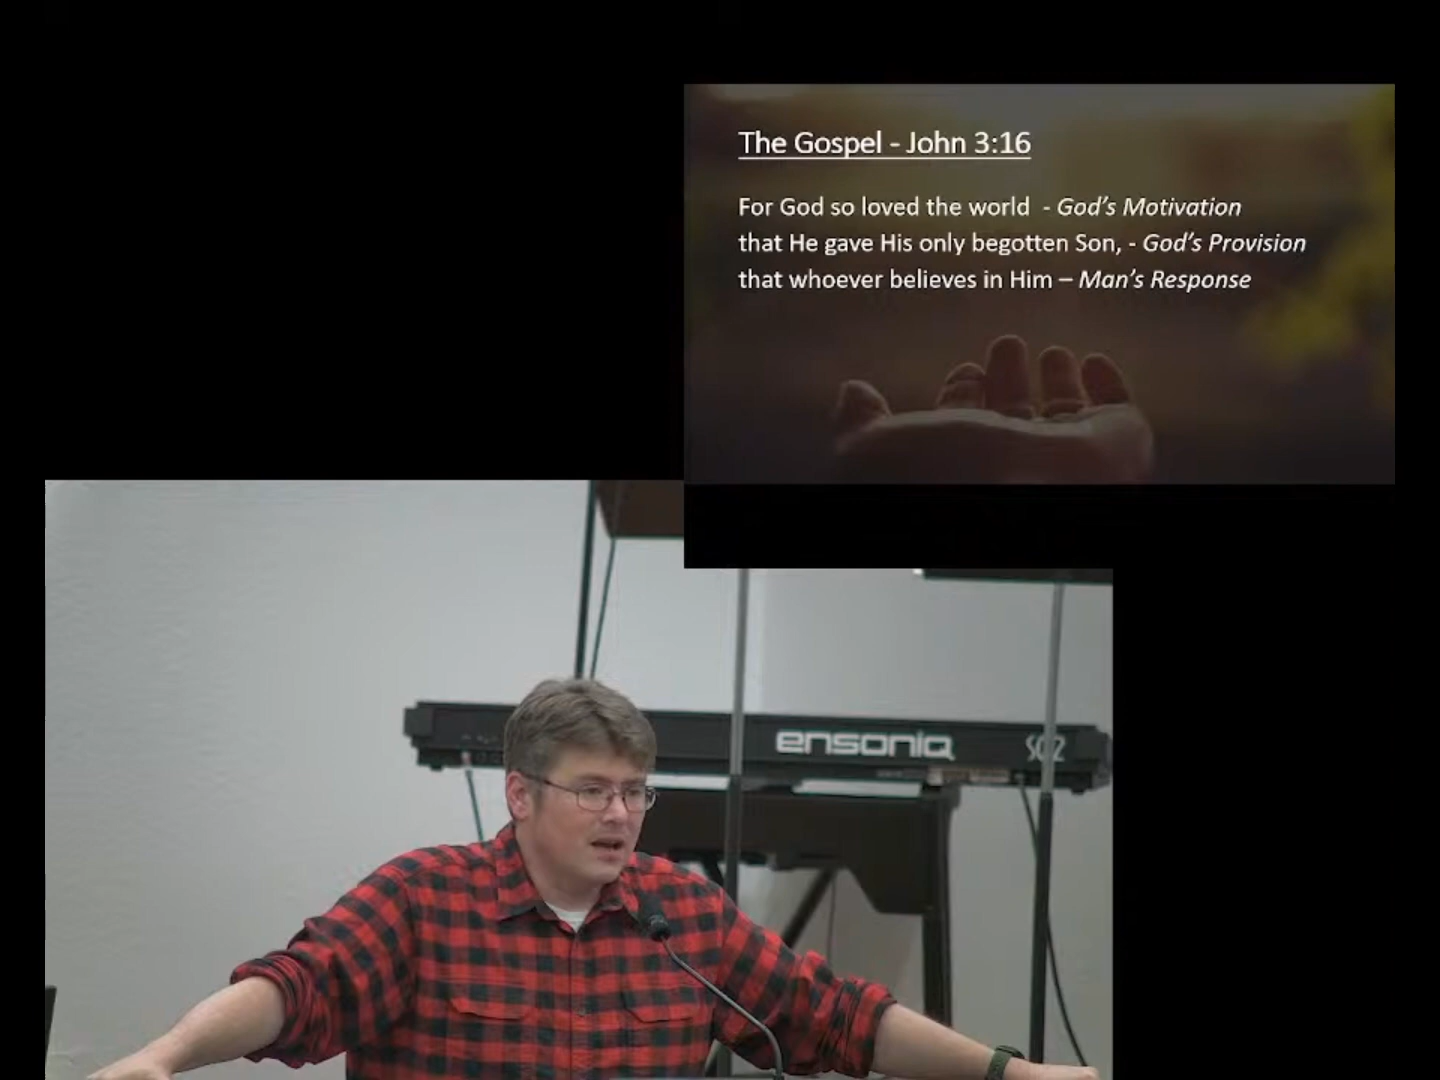 The Gospel - John 3:16
For God so loved the world - God's Motivation
that He gave His only begotten Son, - God's Provision
that whoever believes in Him – Man's Response
ensoniq